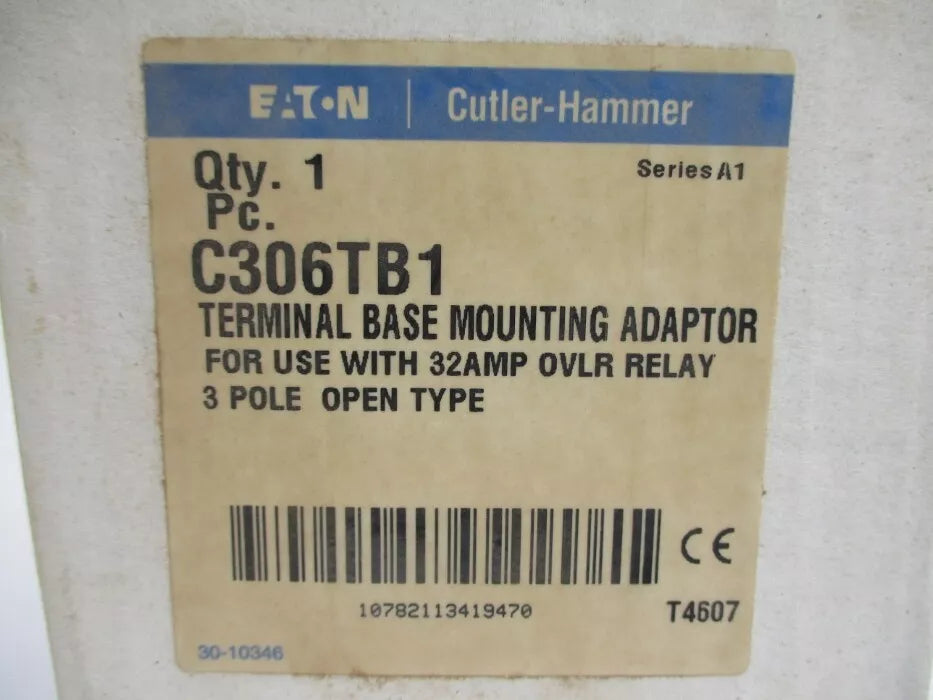 EATON | Cutler-Hammer
Qty. 1
Series A1
Pc.
C306TB1
TERMINAL BASE MOUNTING ADAPTOR
FOR USE WITH 32AMP OVLR RELAY
3 POLE OPEN TYPE
CE
10782113419470
T4607
30-10346